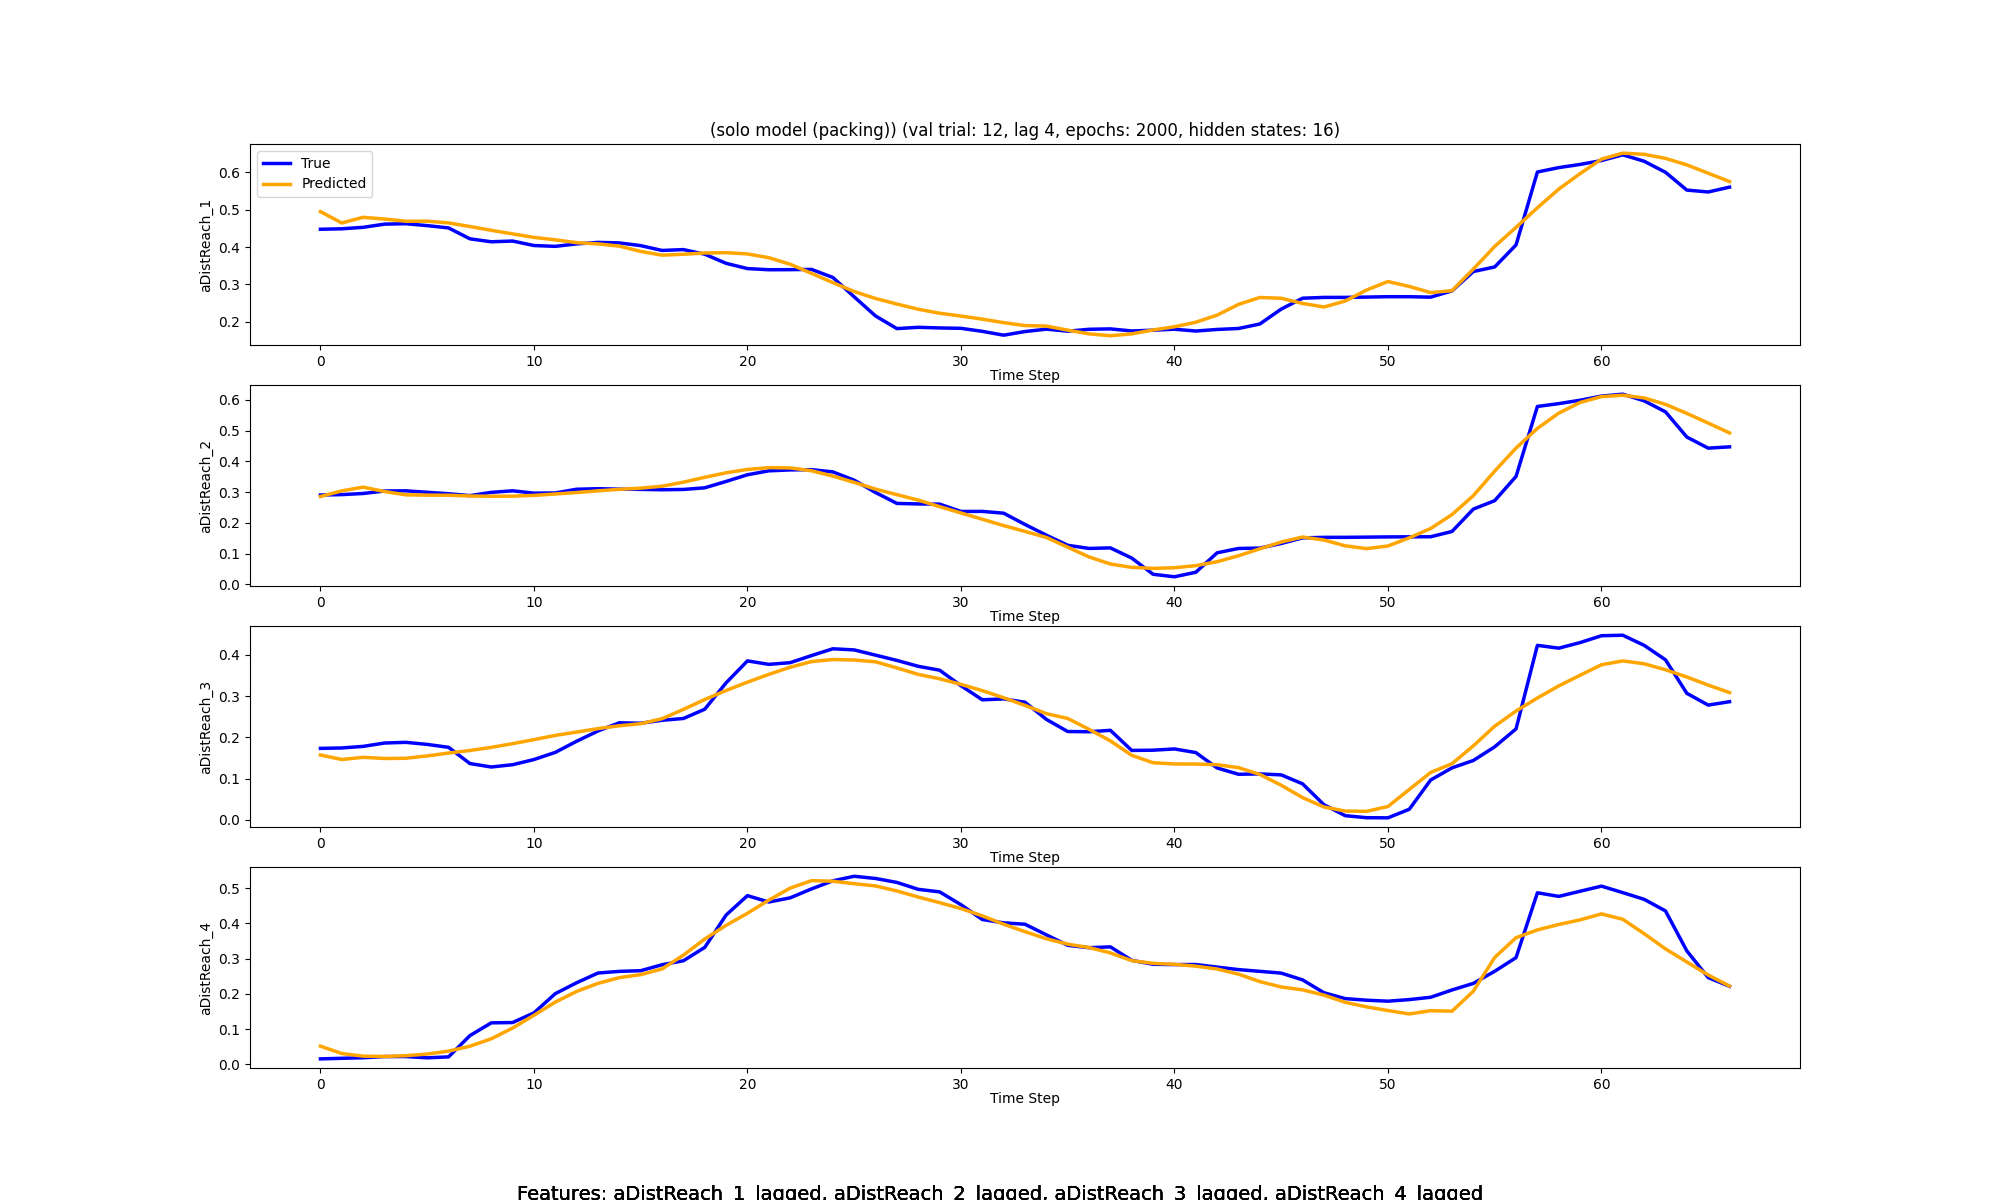 (solo model (packing)) (val trial: 12, lag 4, epochs: 2000, hidden states: 16)
True
Predicted
aDistReach_1
0.6
0.5
0.4
0.3
0.2
0 10 20 30 40 50 60
Time Step
aDistReach_2
0.6
0.5
0.4
0.3
0.2
0.1
0.0
0 10 20 30 40 50 60
Time Step
aDistReach_3
0.4
0.3
0.2
0.1
0.0
0 10 20 30 40 50 60
Time Step
aDistReach_4
0.5
0.4
0.3
0.2
0.1
0.0
0 10 20 30 40 50 60
Time Step
Features: aDistReach_1_lagged, aDistReach_2_lagged, aDistReach_3_lagged, aDistReach_4_lagged